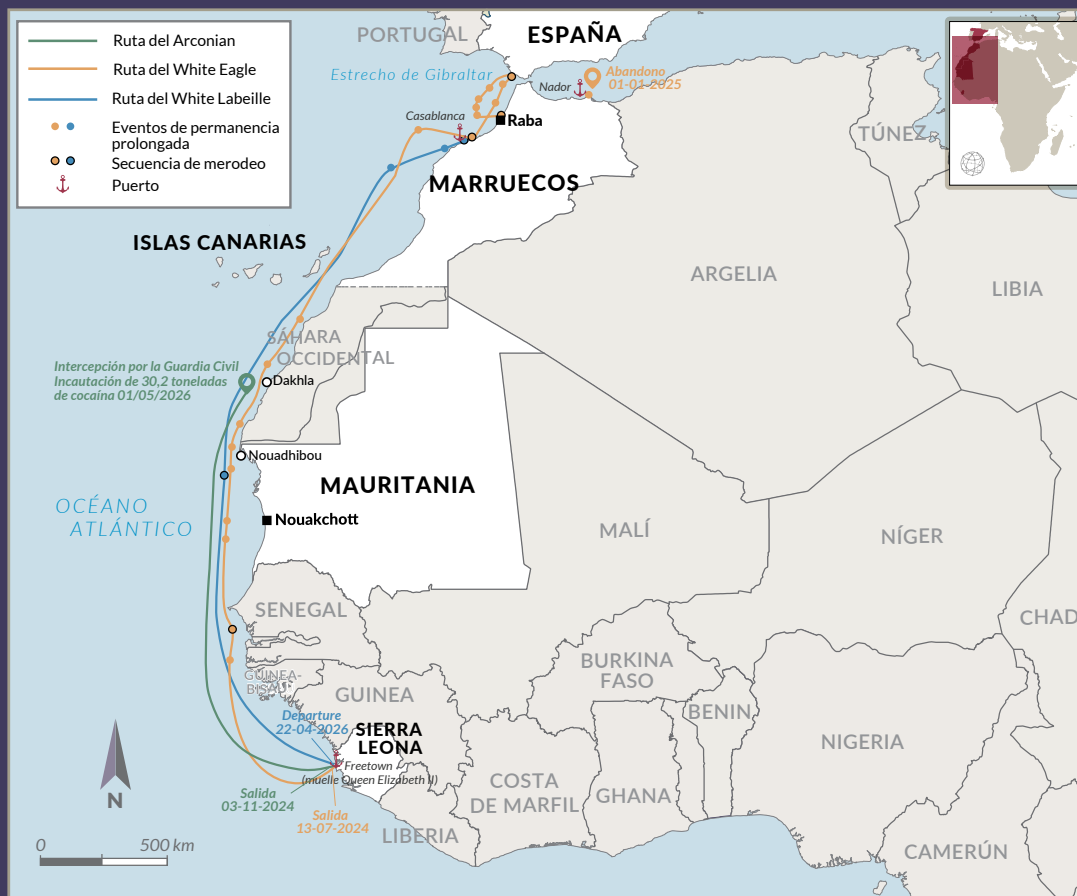 Ruta del Arconian
Ruta del White Eagle
Ruta del White Labeille
Eventos de permanencia
prolongada
Secuencia de merodeo
Puerto
PORTUGAL
ESPAÑA
Estrecho de Gibraltar
Nador
Abandono
01-01-2025
Casablanca
Raba
TÚNEZ
MARRUECOS
ISLAS CANARIAS
ARGELIA
LIBIA
SÁHARA
OCCIDENTAL
Intercepción por la Guardia Civil
Incautación de 30,2 toneladas
de cocaína 01/05/2026
Dakhla
Nouadhibou
MAURITANIA
OCÉANO
ATLÁNTICO
Nouakchott
MALÍ
NÍGER
SENEGAL
CHAD
GUINEA-
BISÁU
BURKINA
FASO
GUINEA
BENIN
Departure
22-04-2026
SIERRA
LEONA
NIGERIA
Freetown
(muelle Queen Elizabeth II)
COSTA
DE MARFIL
GHANA
Salida
03-11-2024
Salida
13-07-2024
LIBERIA
CAMERÚN
N
0 500 km